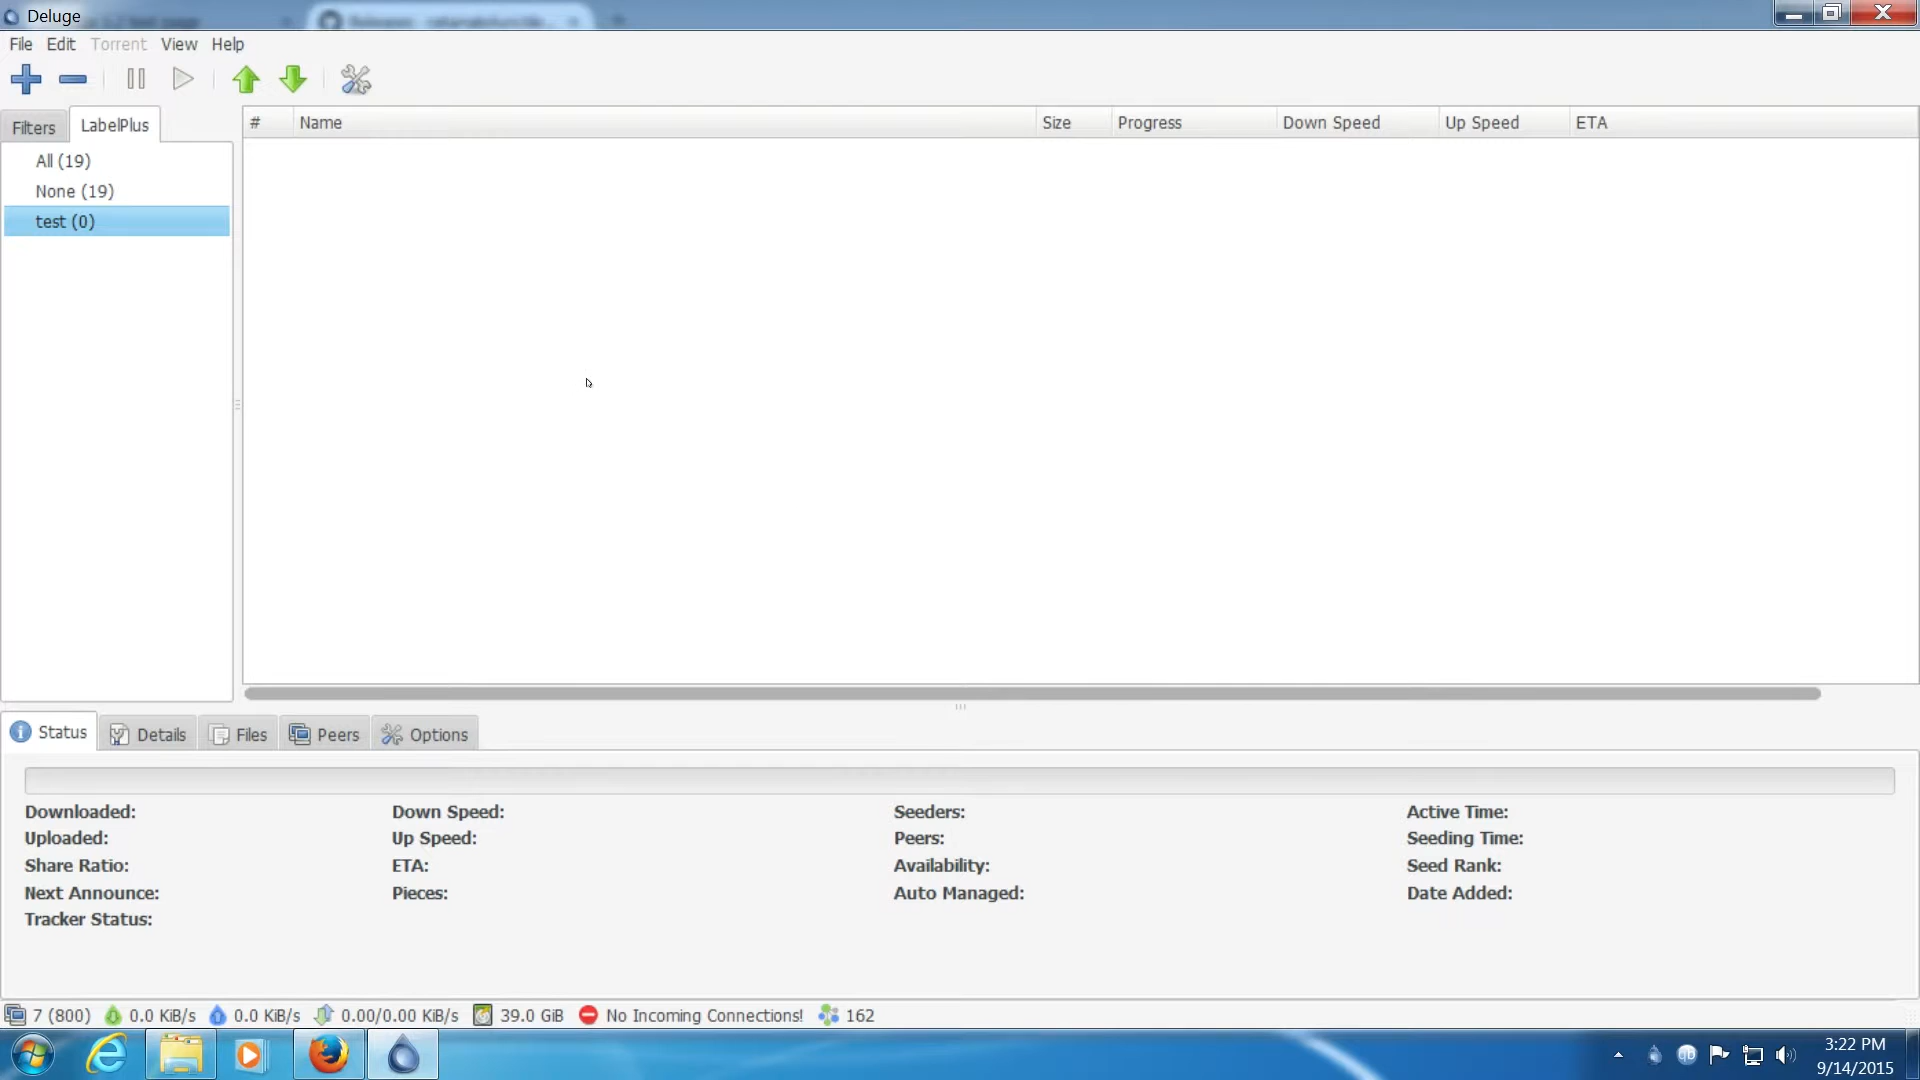 Deluge
File Edit Torrent View Help
Filters LabelPlus
All (19)
None (19)
test (0)
# Name Size Progress Down Speed Up Speed ETA
Status Details Files Peers Options
Downloaded: Down Speed: Seeders: Active Time:
Uploaded: Up Speed: Peers: Seeding Time:
Share Ratio: ETA: Availability: Seed Rank:
Next Announce: Pieces: Auto Managed: Date Added:
Tracker Status:
7 (800) 0.0 KiB/s 0.0 KiB/s 0.00/0.00 KiB/s 39.0 GiB No Incoming Connections! 162
qb
3:22 PM
9/14/2015